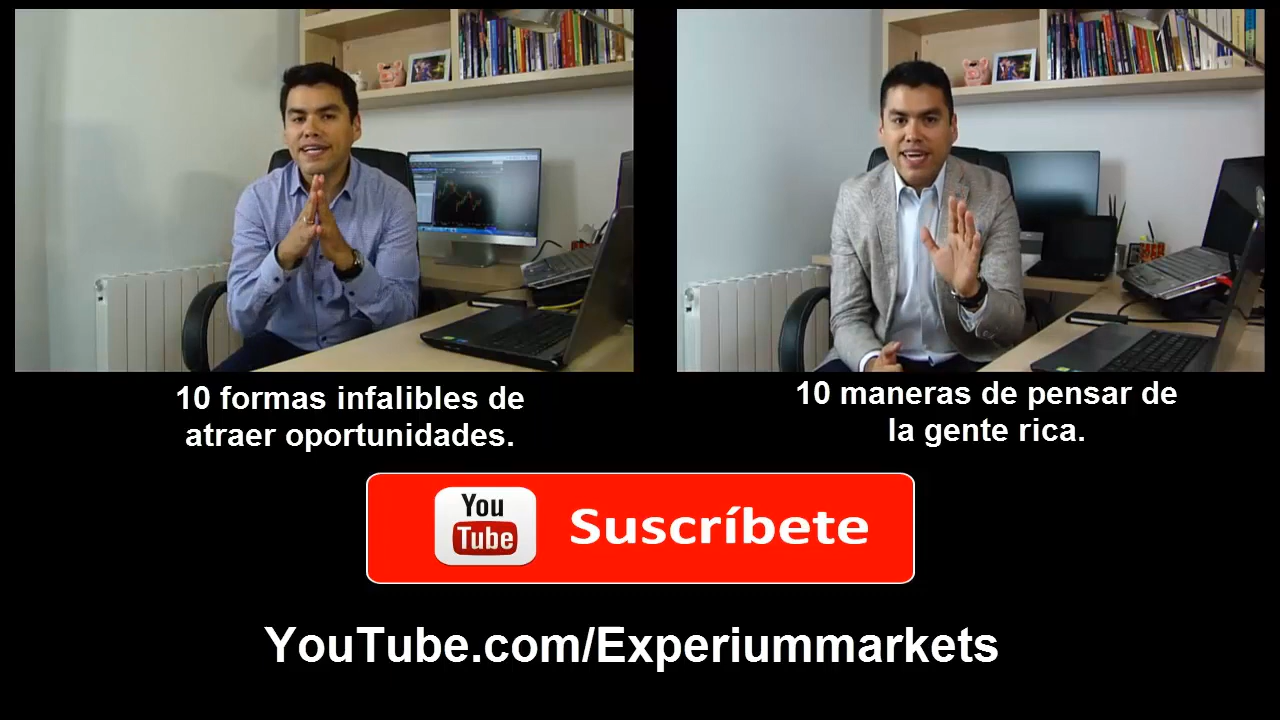 10 formas infalibles de
atraer oportunidades.
10 maneras de pensar de
la gente rica.
You
Tube
Suscríbete
YouTube.com/Experiummarkets